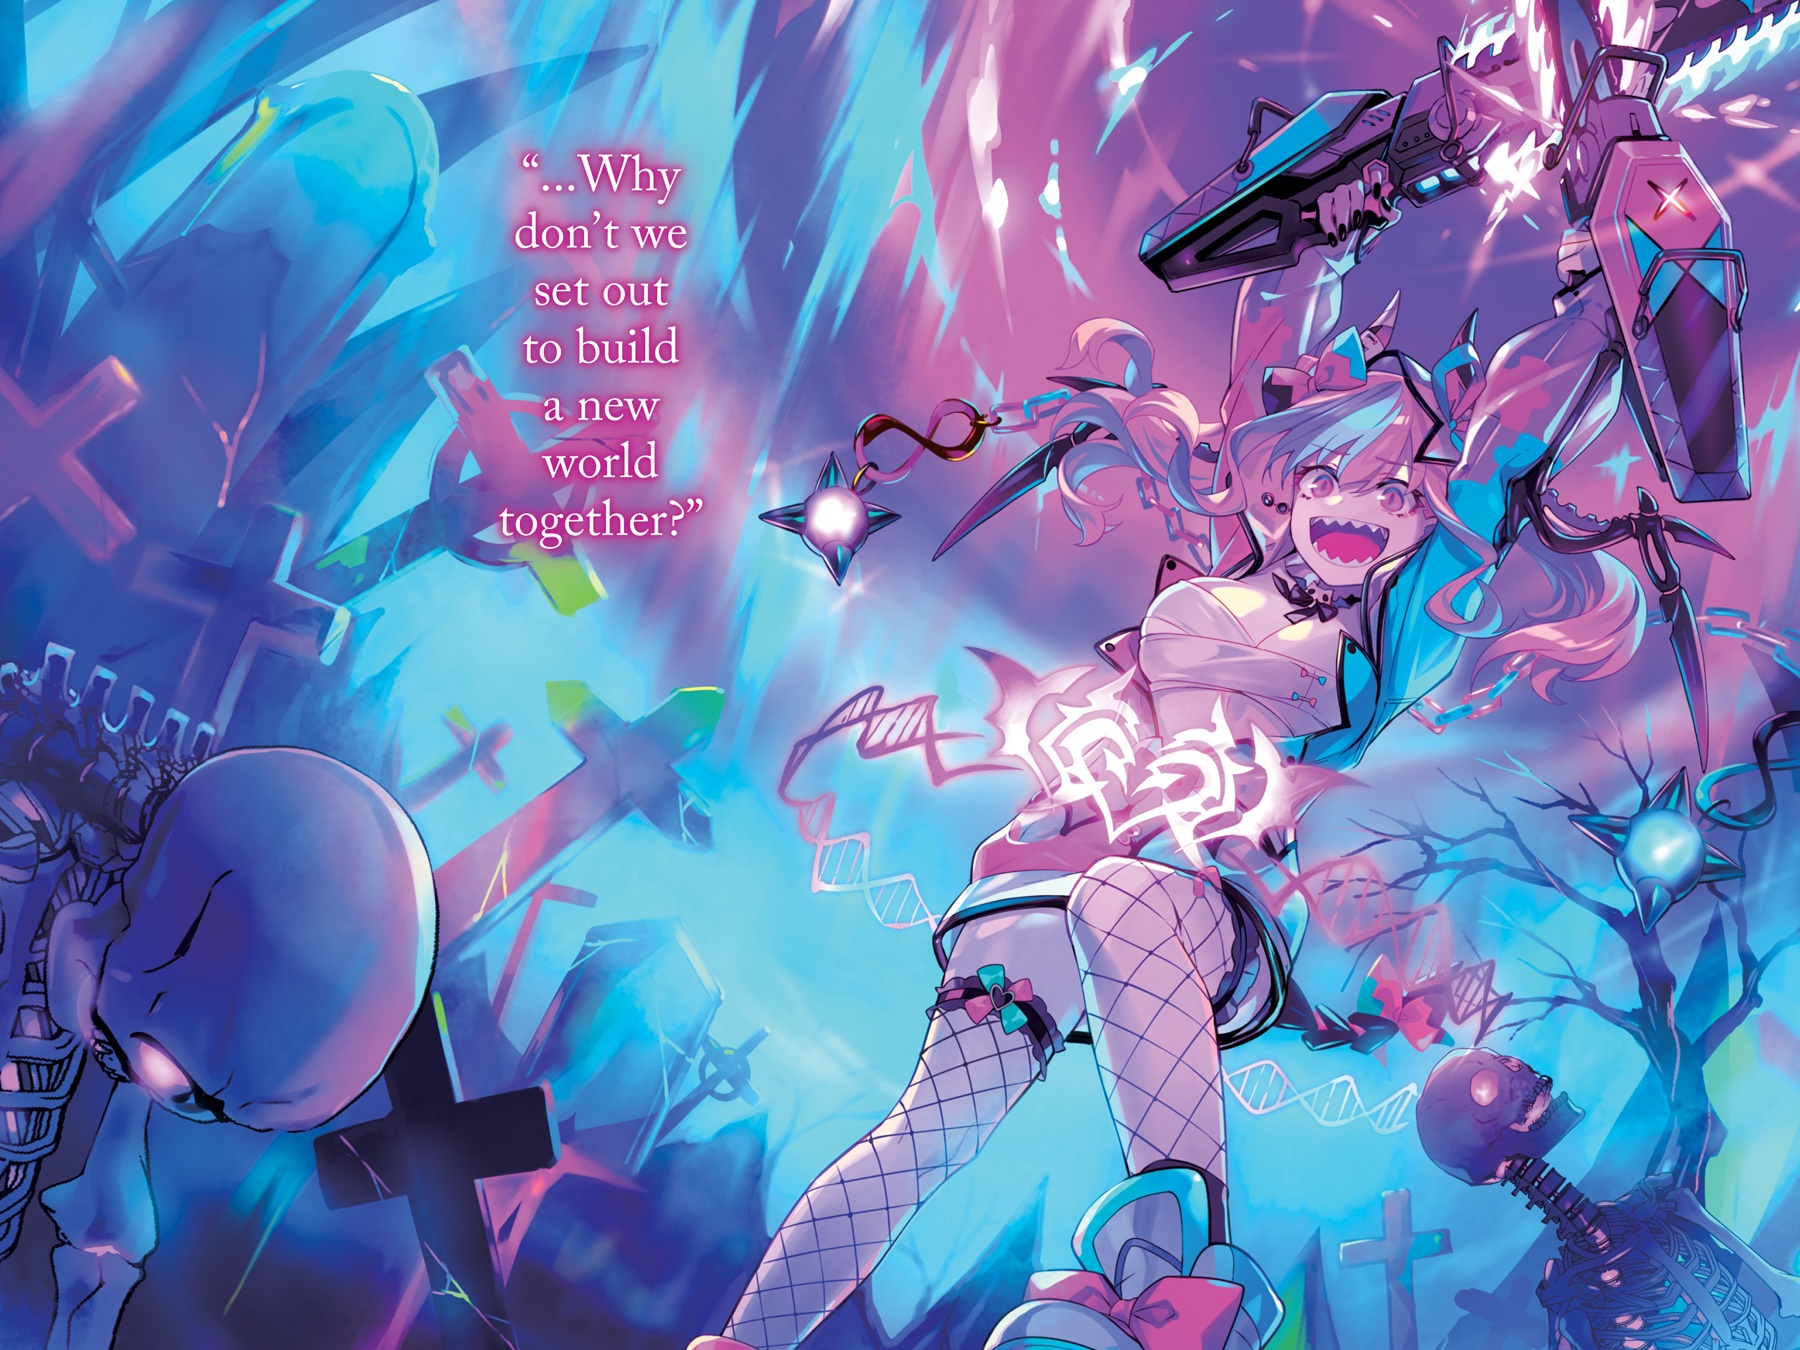 “...Why
don’t we
set out
to build
a new
world
together?”